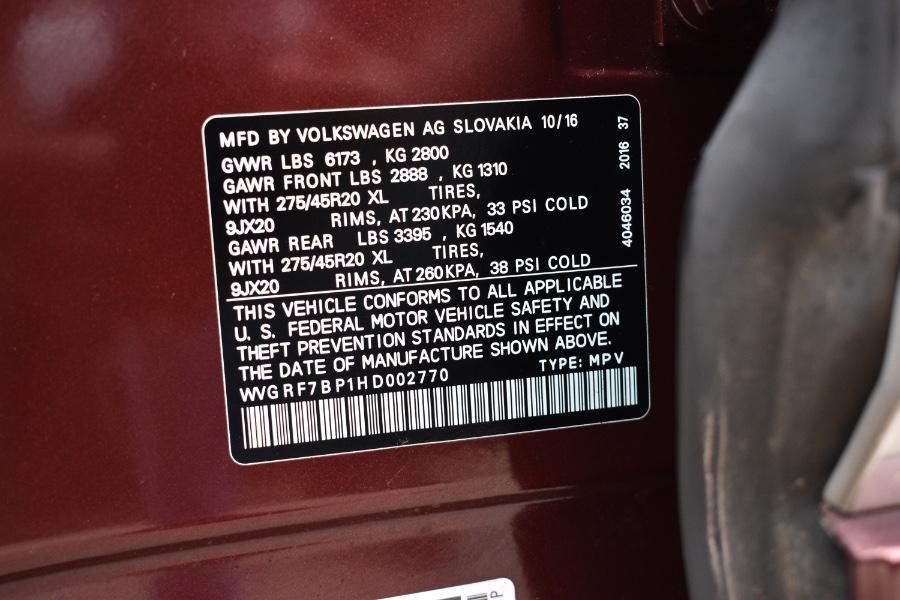 MFD BY VOLKSWAGEN AG SLOVAKIA 10/16
GVWR LBS 6173 , KG 2800
GAWR FRONT LBS 2888 , KG 1310
WITH 275/45R20 XL TIRES,
9JX20 RIMS, AT 230KPA, 33 PSI COLD
GAWR REAR LBS 3395 , KG 1540
WITH 275/45R20 XL TIRES,
9JX20 RIMS, AT 260KPA, 38 PSI COLD
4046034 2016 37
THIS VEHICLE CONFORMS TO ALL APPLICABLE
U. S. FEDERAL MOTOR VEHICLE SAFETY AND
THEFT PREVENTION STANDARDS IN EFFECT ON
THE DATE OF MANUFACTURE SHOWN ABOVE.
WVGRF7BP1HD002770 TYPE: MPV
P